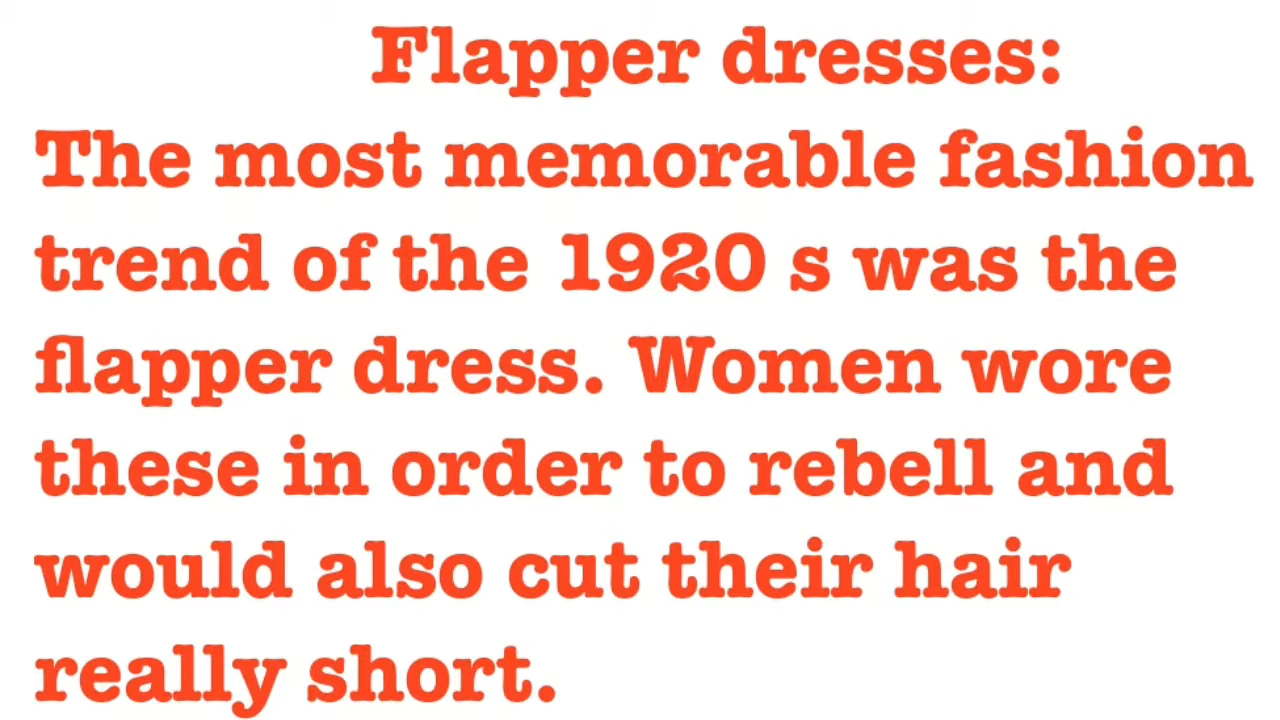 Flapper dresses:
The most memorable fashion
trend of the 1920 s was the
flapper dress. Women wore
these in order to rebell and
would also cut their hair
really short.